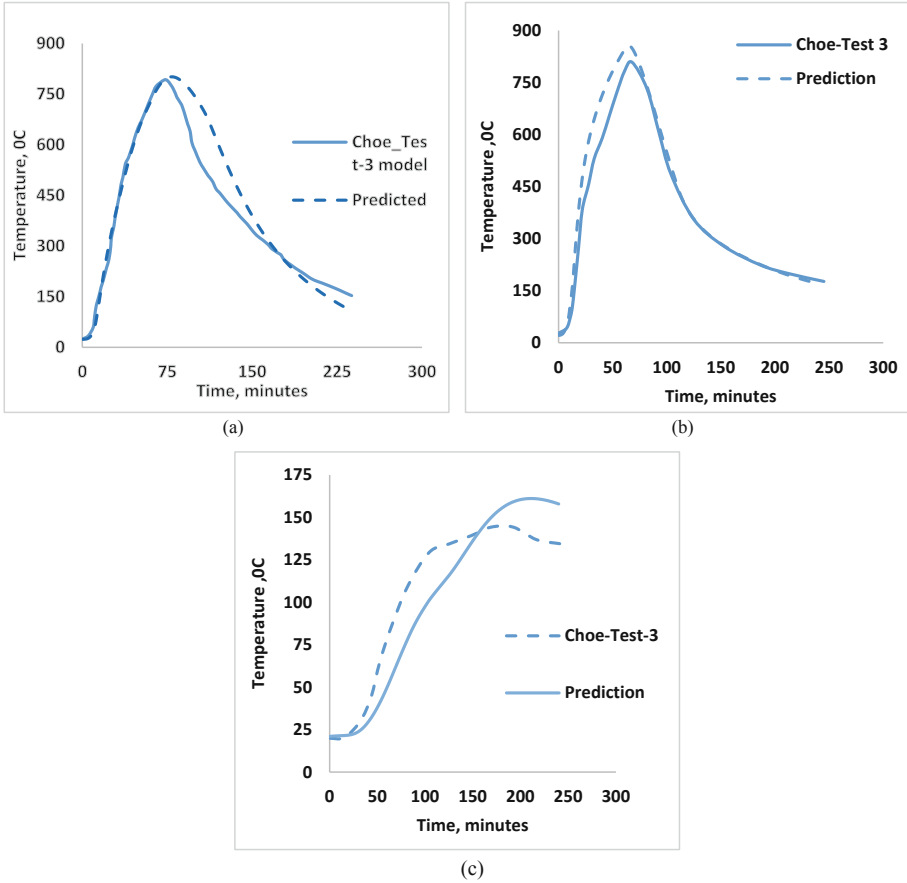 900
750
600
450
300
150
0
Temperature, 0C
0 75 150 225 300
Time, minutes
Choe_Tes
t-3 model
Predicted
(a)
900
750
600
450
300
150
0
Temperature ,0C
0 50 100 150 200 250 300
Time, minutes
Choe-Test 3
Prediction
(b)
175
150
125
100
75
50
25
0
Temperature ,0C
0 50 100 150 200 250 300
Time, minutes
Choe-Test-3
Prediction
(c)